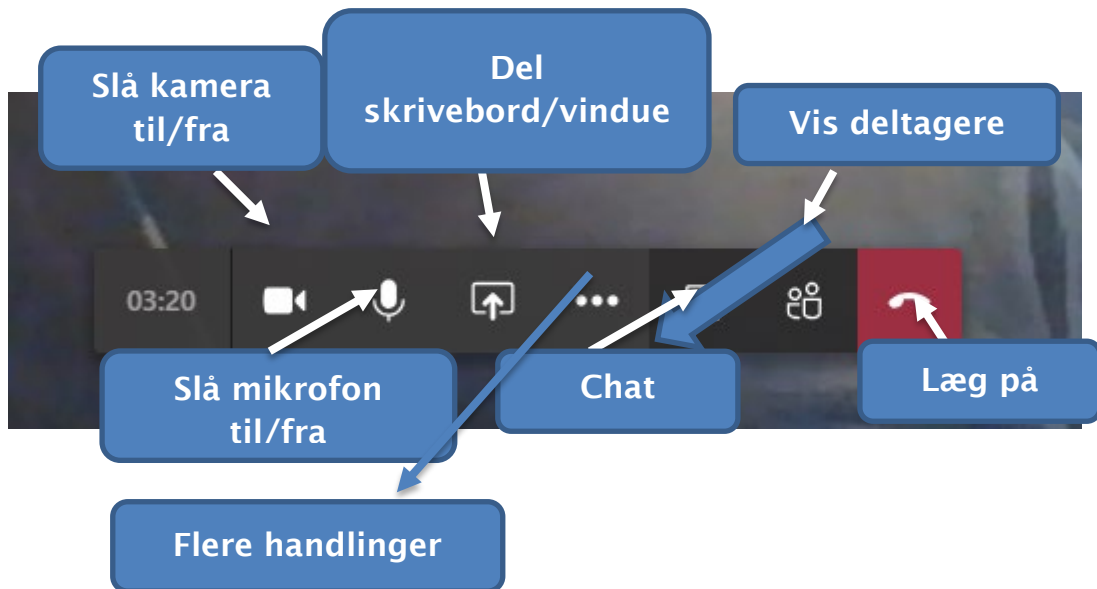 Slå kamera
til/fra
Del
skrivebord/vindue
Vis deltagere
03:20
Slå mikrofon
til/fra
Chat
Læg på
Flere handlinger